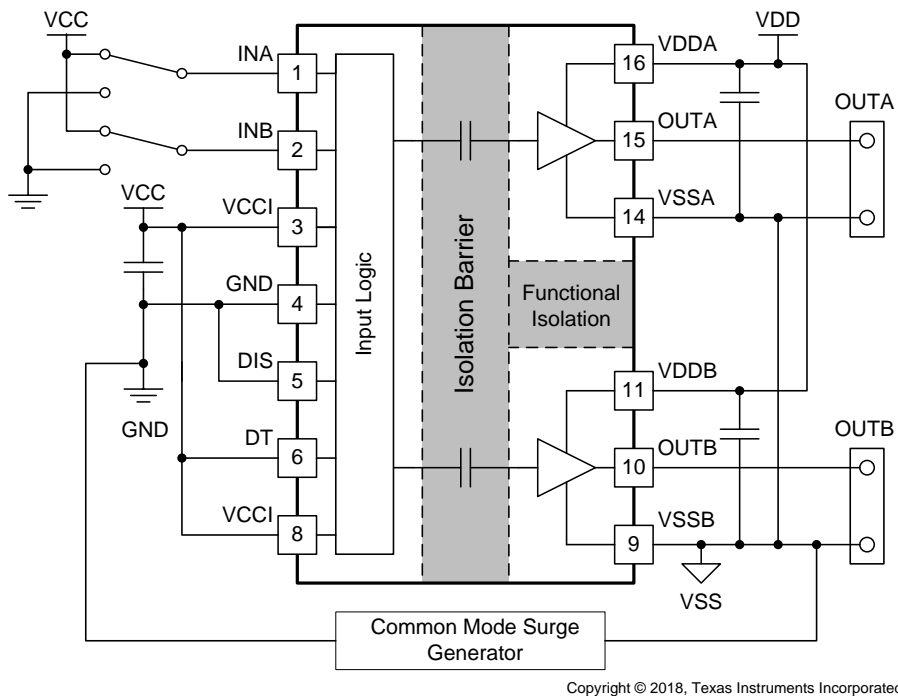 VCC
INA
1
INB
2
VCC
VCCI
3
GND
4
DIS
5
GND
DT
6
VCCI
8
Input Logic
Isolation Barrier
Functional
Isolation
VDD
VDDA
16
OUTA
15
VSSA
14
OUTA
VDDB
11
OUTB
10
VSSB
9
OUTB
VSS
Common Mode Surge
Generator
Copyright © 2018, Texas Instruments Incorporated